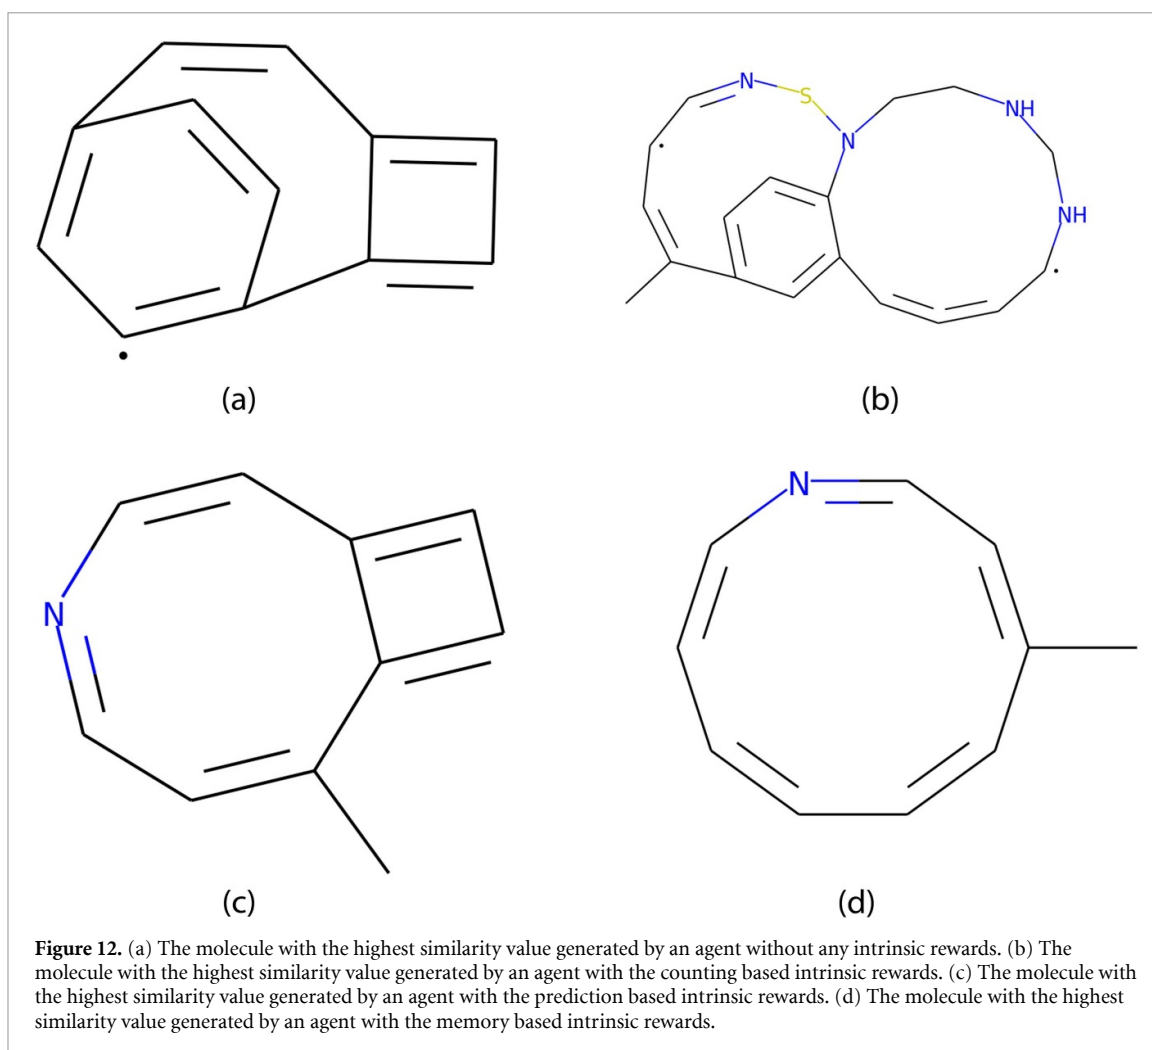 N
S
N
NH
NH
(a)
(b)
N
N
(c)
(d)
Figure 12. (a) The molecule with the highest similarity value generated by an agent without any intrinsic rewards. (b) The
molecule with the highest similarity value generated by an agent with the counting based intrinsic rewards. (c) The molecule with
the highest similarity value generated by an agent with the prediction based intrinsic rewards. (d) The molecule with the highest
similarity value generated by an agent with the memory based intrinsic rewards.